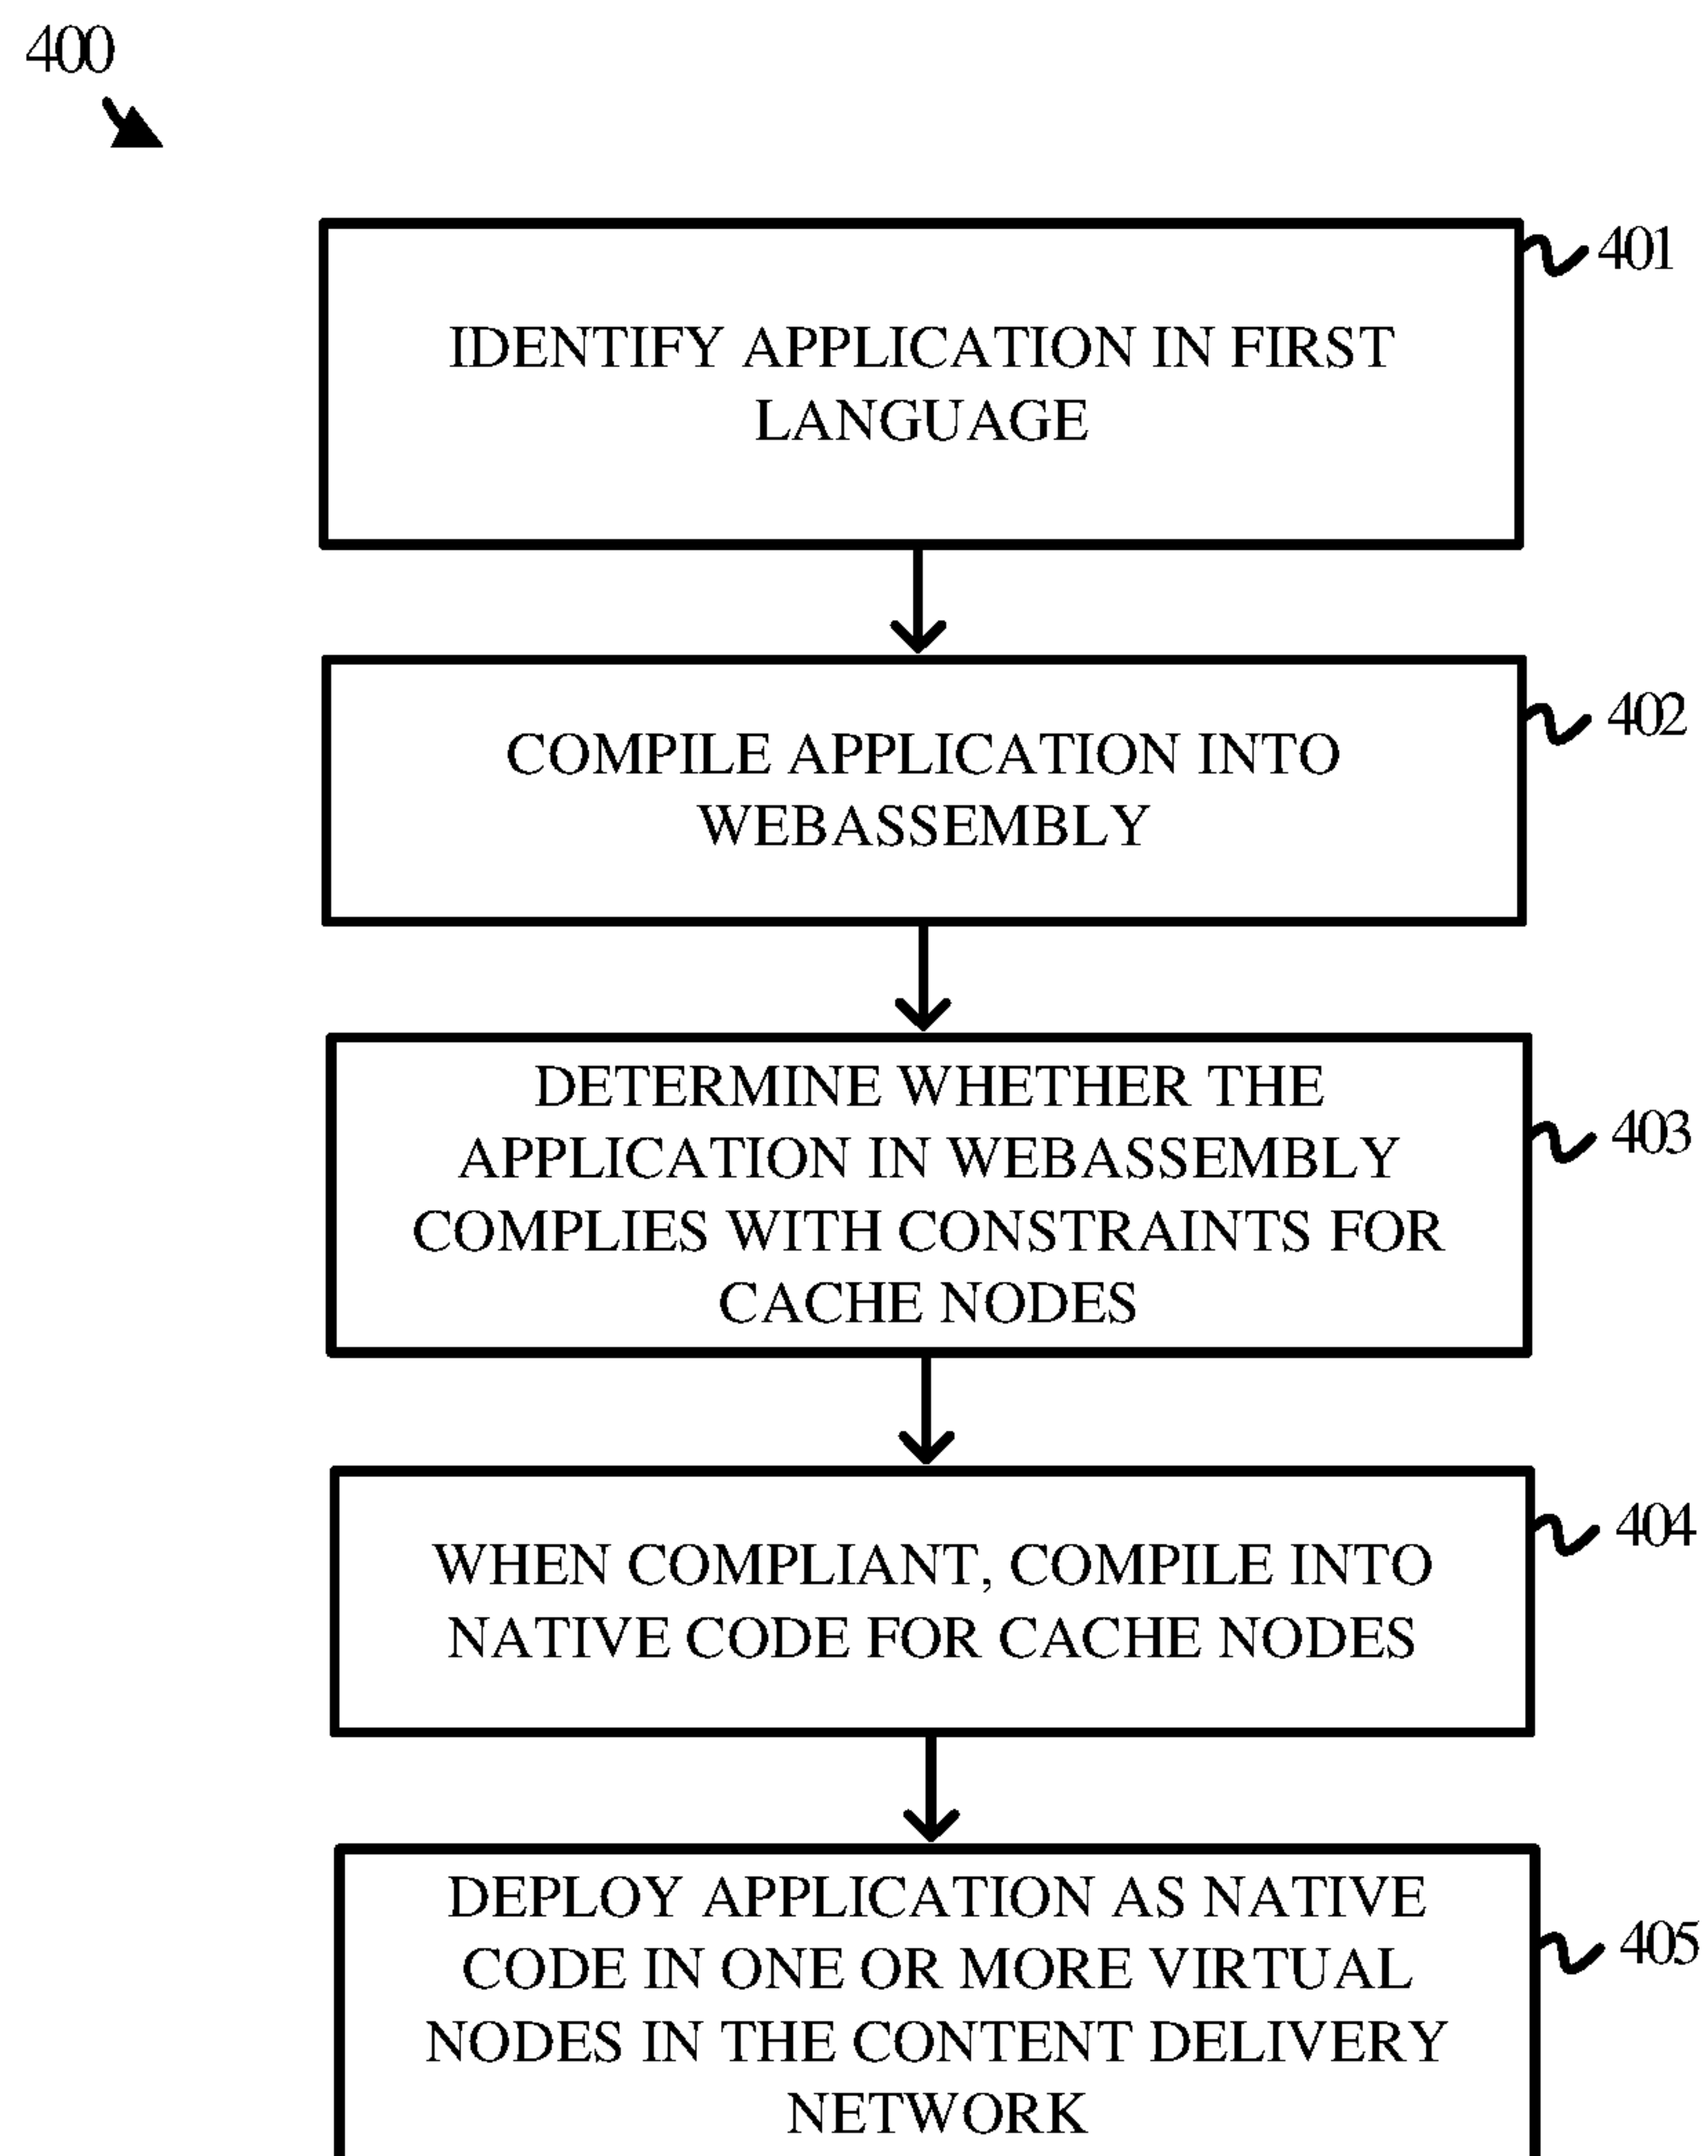 400
IDENTIFY APPLICATION IN FIRST
LANGUAGE
401
COMPILE APPLICATION INTO
WEBASSEMBLY
402
DETERMINE WHETHER THE
APPLICATION IN WEBASSEMBLY
COMPLIES WITH CONSTRAINTS FOR
CACHE NODES
403
WHEN COMPLIANT, COMPILE INTO
NATIVE CODE FOR CACHE NODES
404
DEPLOY APPLICATION AS NATIVE
CODE IN ONE OR MORE VIRTUAL
NODES IN THE CONTENT DELIVERY
NETWORK
405